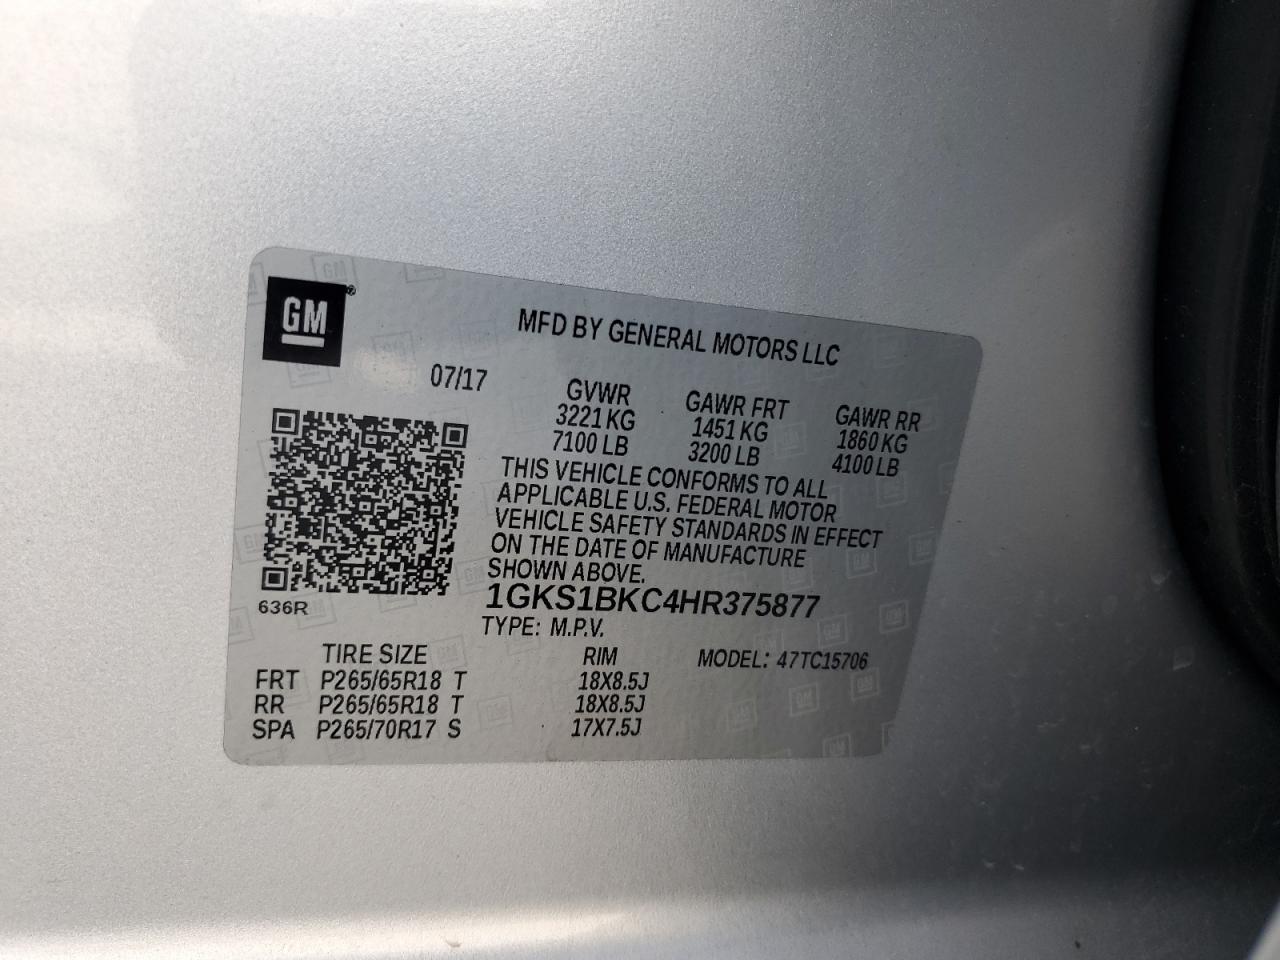 GM®
MFD BY GENERAL MOTORS LLC
07/17
GVWR GAWR FRT GAWR RR
3221 KG 1451 KG 1860 KG
7100 LB 3200 LB 4100 LB
THIS VEHICLE CONFORMS TO ALL
APPLICABLE U.S. FEDERAL MOTOR
VEHICLE SAFETY STANDARDS IN EFFECT
ON THE DATE OF MANUFACTURE
SHOWN ABOVE.
636R
1GKS1BKC4HR375877
TYPE: M.P.V.
TIRE SIZE RIM MODEL: 47TC15706
FRT P265/65R18 T 18X8.5J
RR P265/65R18 T 18X8.5J
SPA P265/70R17 S 17X7.5J